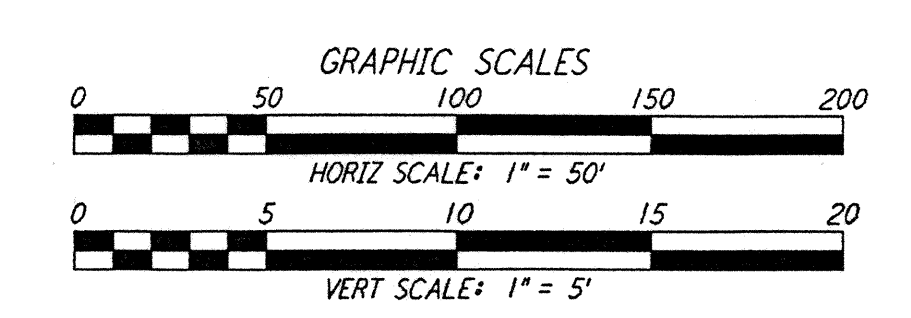 GRAPHIC SCALES
0 50 100 150 200
HORIZ SCALE: 1" = 50'
0 5 10 15 20
VERT SCALE: 1" = 5'